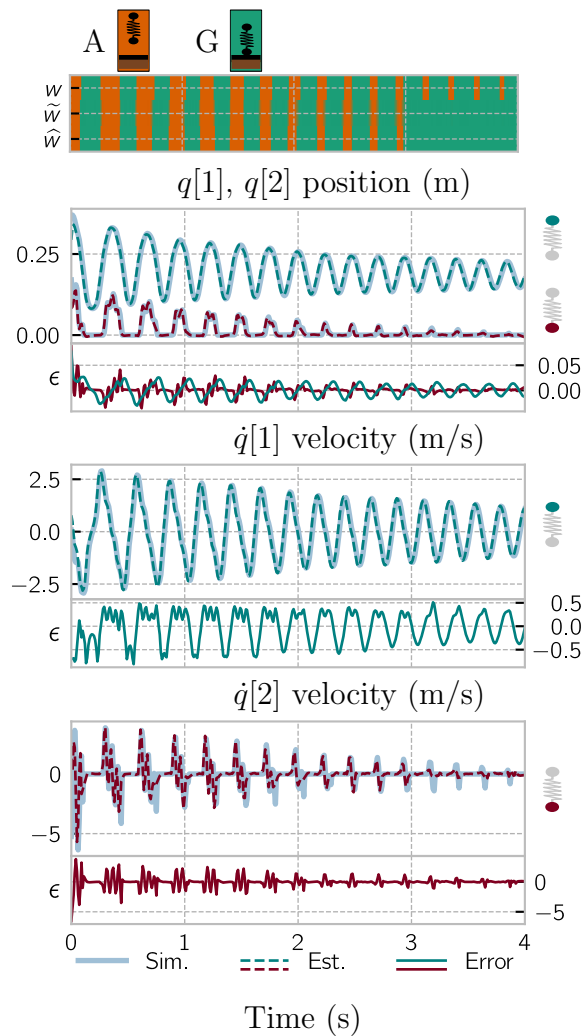 A G
w
w̃
ŵ
q[1], q[2] position (m)
0.25
0.00
ϵ
0.05
0.00
q̇[1] velocity (m/s)
2.5
0.0
−2.5
ϵ
0.5
0.0
−0.5
q̇[2] velocity (m/s)
0
−5
ϵ
0
−5
0 1 2 3 4
Sim. Est. Error
Time (s)